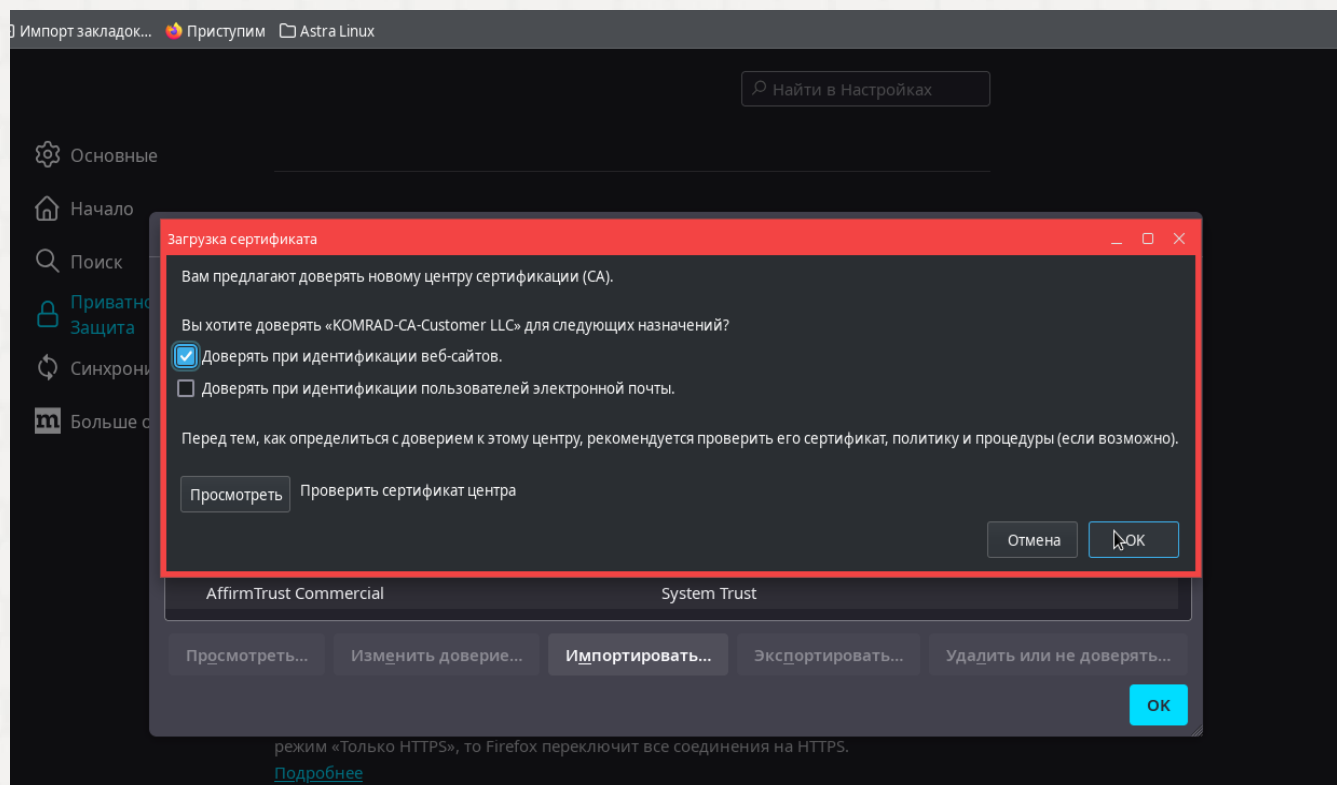 Импорт закладок...
Приступим
Astra Linux
Найти в Настройках
Основные
Начало
Поиск
Защита
Загрузка сертификата
Вам предлагают доверять новому центру сертификации (CA).
Вы хотите доверять «KOMRAD-CA-Customer LLC» для следующих назначений?
Доверять при идентификации веб-сайтов.
Доверять при идентификации пользователей электронной почты.
Перед тем, как определиться с доверием к этому центру, рекомендуется проверить его сертификат, политику и процедуры (если возможно).
Просмотреть
Проверить сертификат центра
Отмена
OK
AffirmTrust Commercial
System Trust
Просмотреть...
Изменить доверие...
Импортировать...
Экспортировать...
Удалить или не доверять...
OK
режим «Только HTTPS», то Firefox переключит все соединения на HTTPS.
Подробнее
m Больше